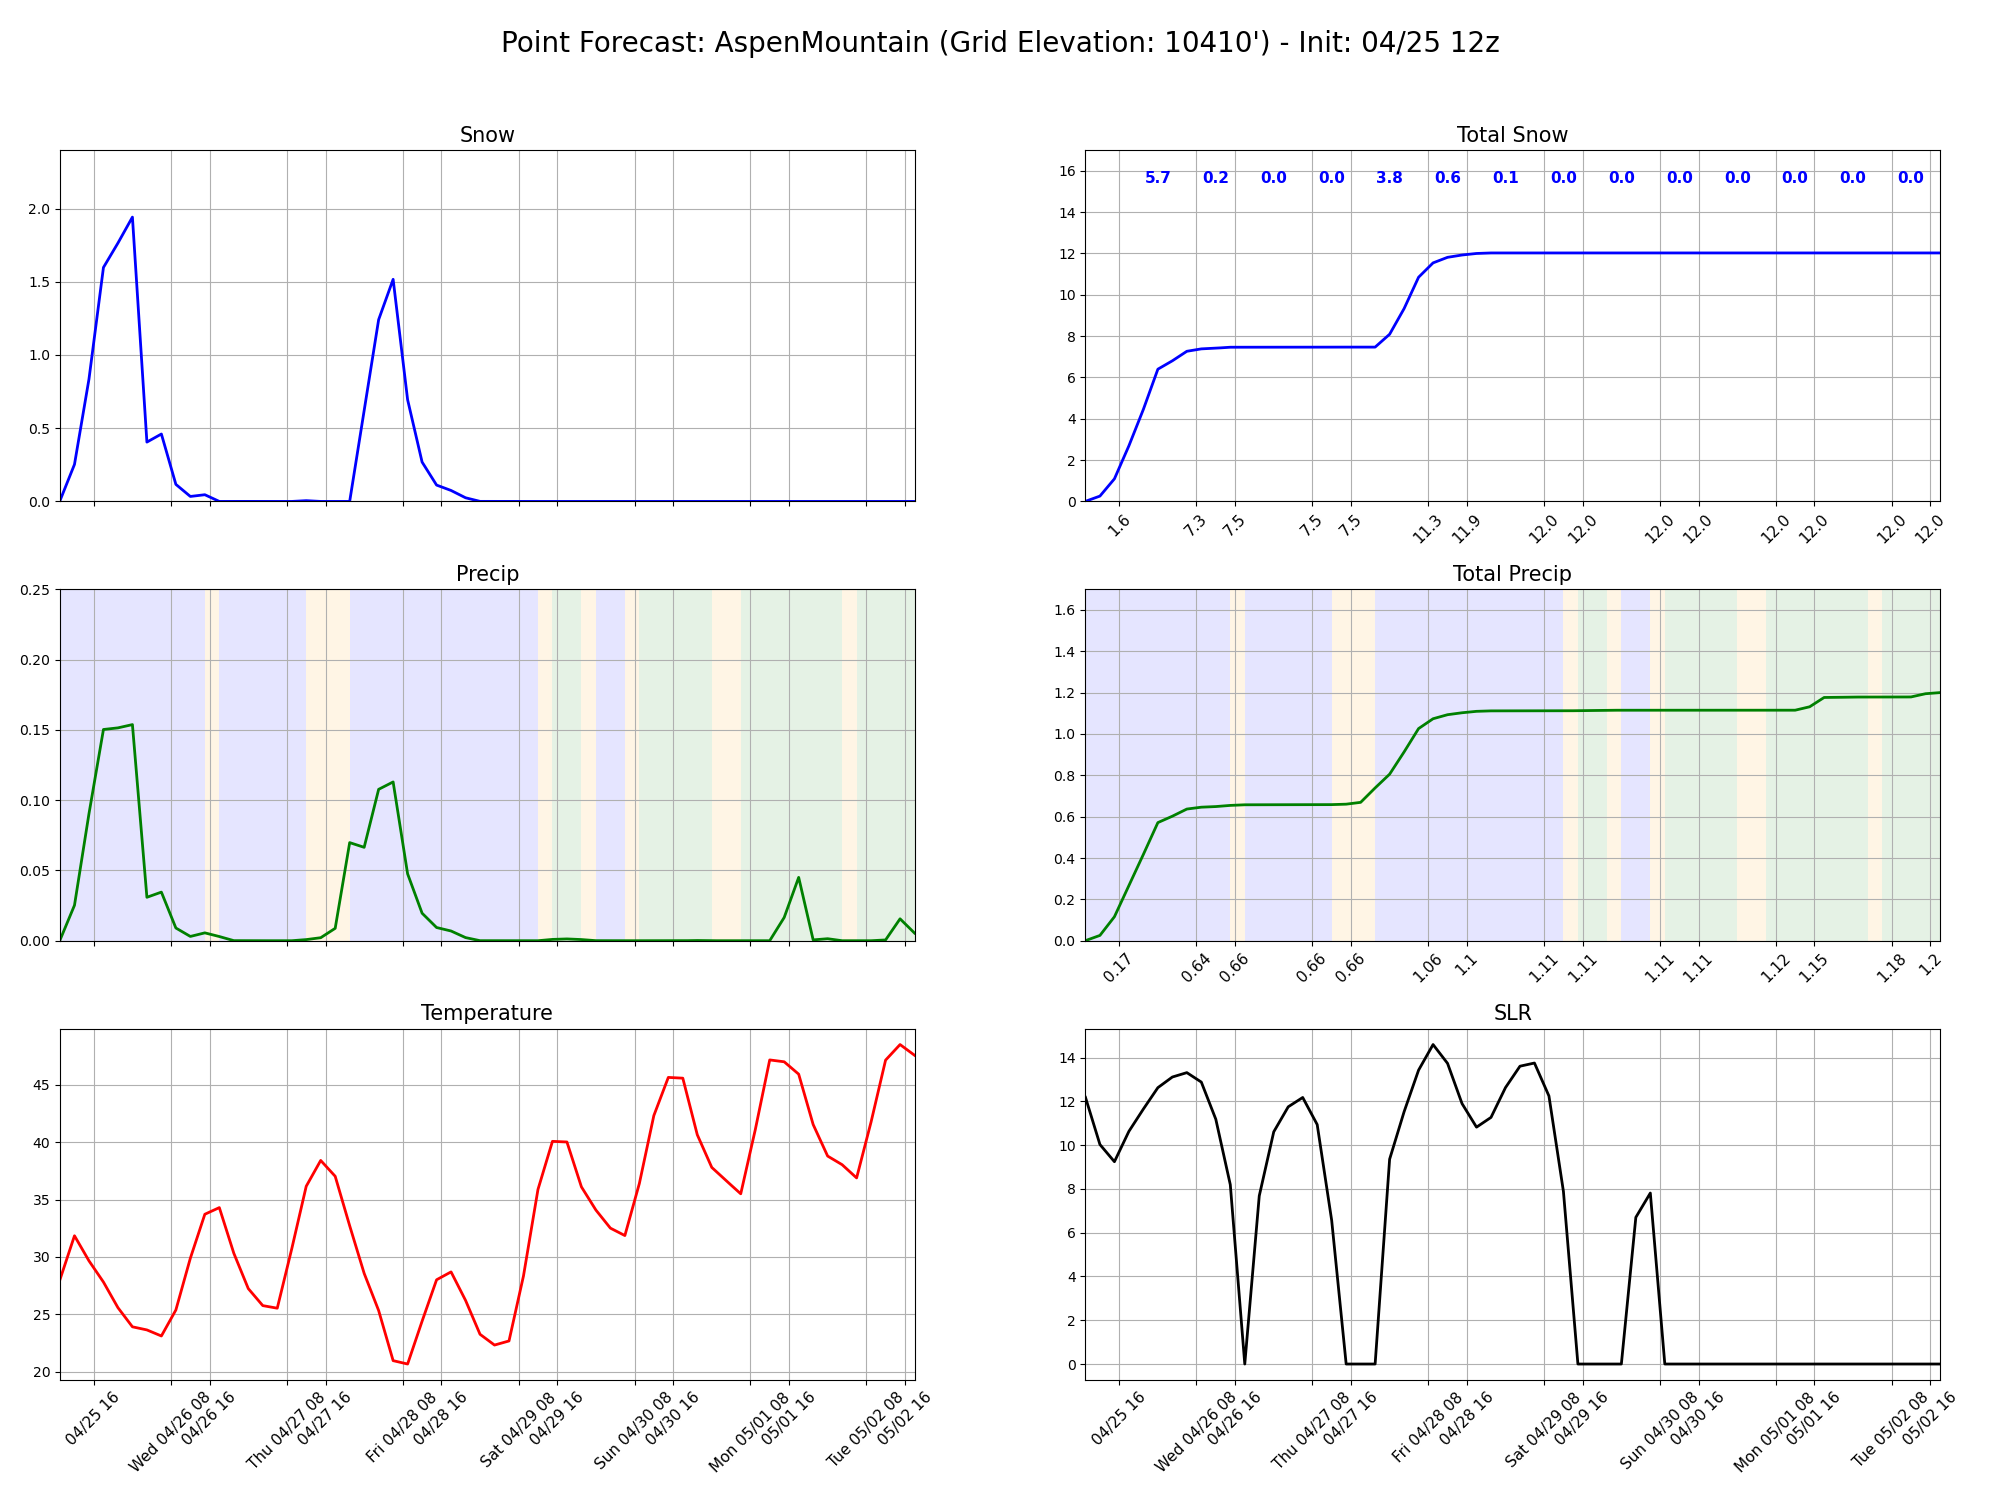 Point Forecast: AspenMountain (Grid Elevation: 10410') - Init: 04/25 12z
Snow
2.0
1.5
1.0
0.5
0.0
Total Snow
16
14
12
10
8
6
4
2
0
5.7 0.2 0.0 0.0 3.8 0.6 0.1 0.0 0.0 0.0 0.0 0.0 0.0 0.0
1.6 7.3 7.5 7.5 7.5 11.3 11.9 12.0 12.0 12.0 12.0 12.0 12.0 12.0 12.0
Precip
0.25
0.20
0.15
0.10
0.05
0.00
Total Precip
1.6
1.4
1.2
1.0
0.8
0.6
0.4
0.2
0.0
0.17 0.64 0.66 0.66 0.66 1.06 1.1 1.11 1.11 1.11 1.11 1.12 1.15 1.18 1.2
Temperature
45
40
35
30
25
20
04/25 16
Wed 04/26 08
04/26 16
Thu 04/27 08
04/27 16
Fri 04/28 08
04/28 16
Sat 04/29 08
04/29 16
Sun 04/30 08
04/30 16
Mon 05/01 08
05/01 16
Tue 05/02 08
05/02 16
SLR
14
12
10
8
6
4
2
0
04/25 16
Wed 04/26 08
04/26 16
Thu 04/27 08
04/27 16
Fri 04/28 08
04/28 16
Sat 04/29 08
04/29 16
Sun 04/30 08
04/30 16
Mon 05/01 08
05/01 16
Tue 05/02 08
05/02 16